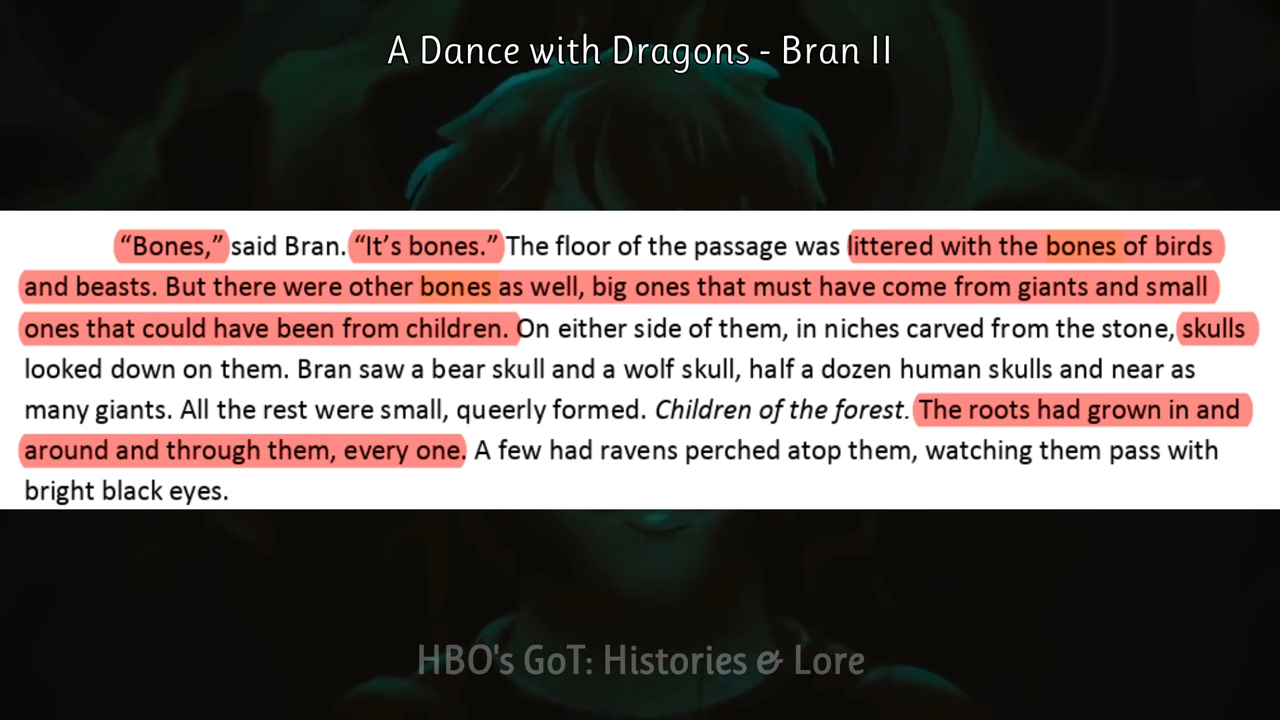 A Dance with Dragons - Bran II
“Bones,” said Bran. “It’s bones.” The floor of the passage was littered with the bones of birds
and beasts. But there were other bones as well, big ones that must have come from giants and small
ones that could have been from children. On either side of them, in niches carved from the stone, skulls
looked down on them. Bran saw a bear skull and a wolf skull, half a dozen human skulls and near as
many giants. All the rest were small, queerly formed. Children of the forest. The roots had grown in and
around and through them, every one. A few had ravens perched atop them, watching them pass with
bright black eyes.
HBO's GoT: Histories & Lore